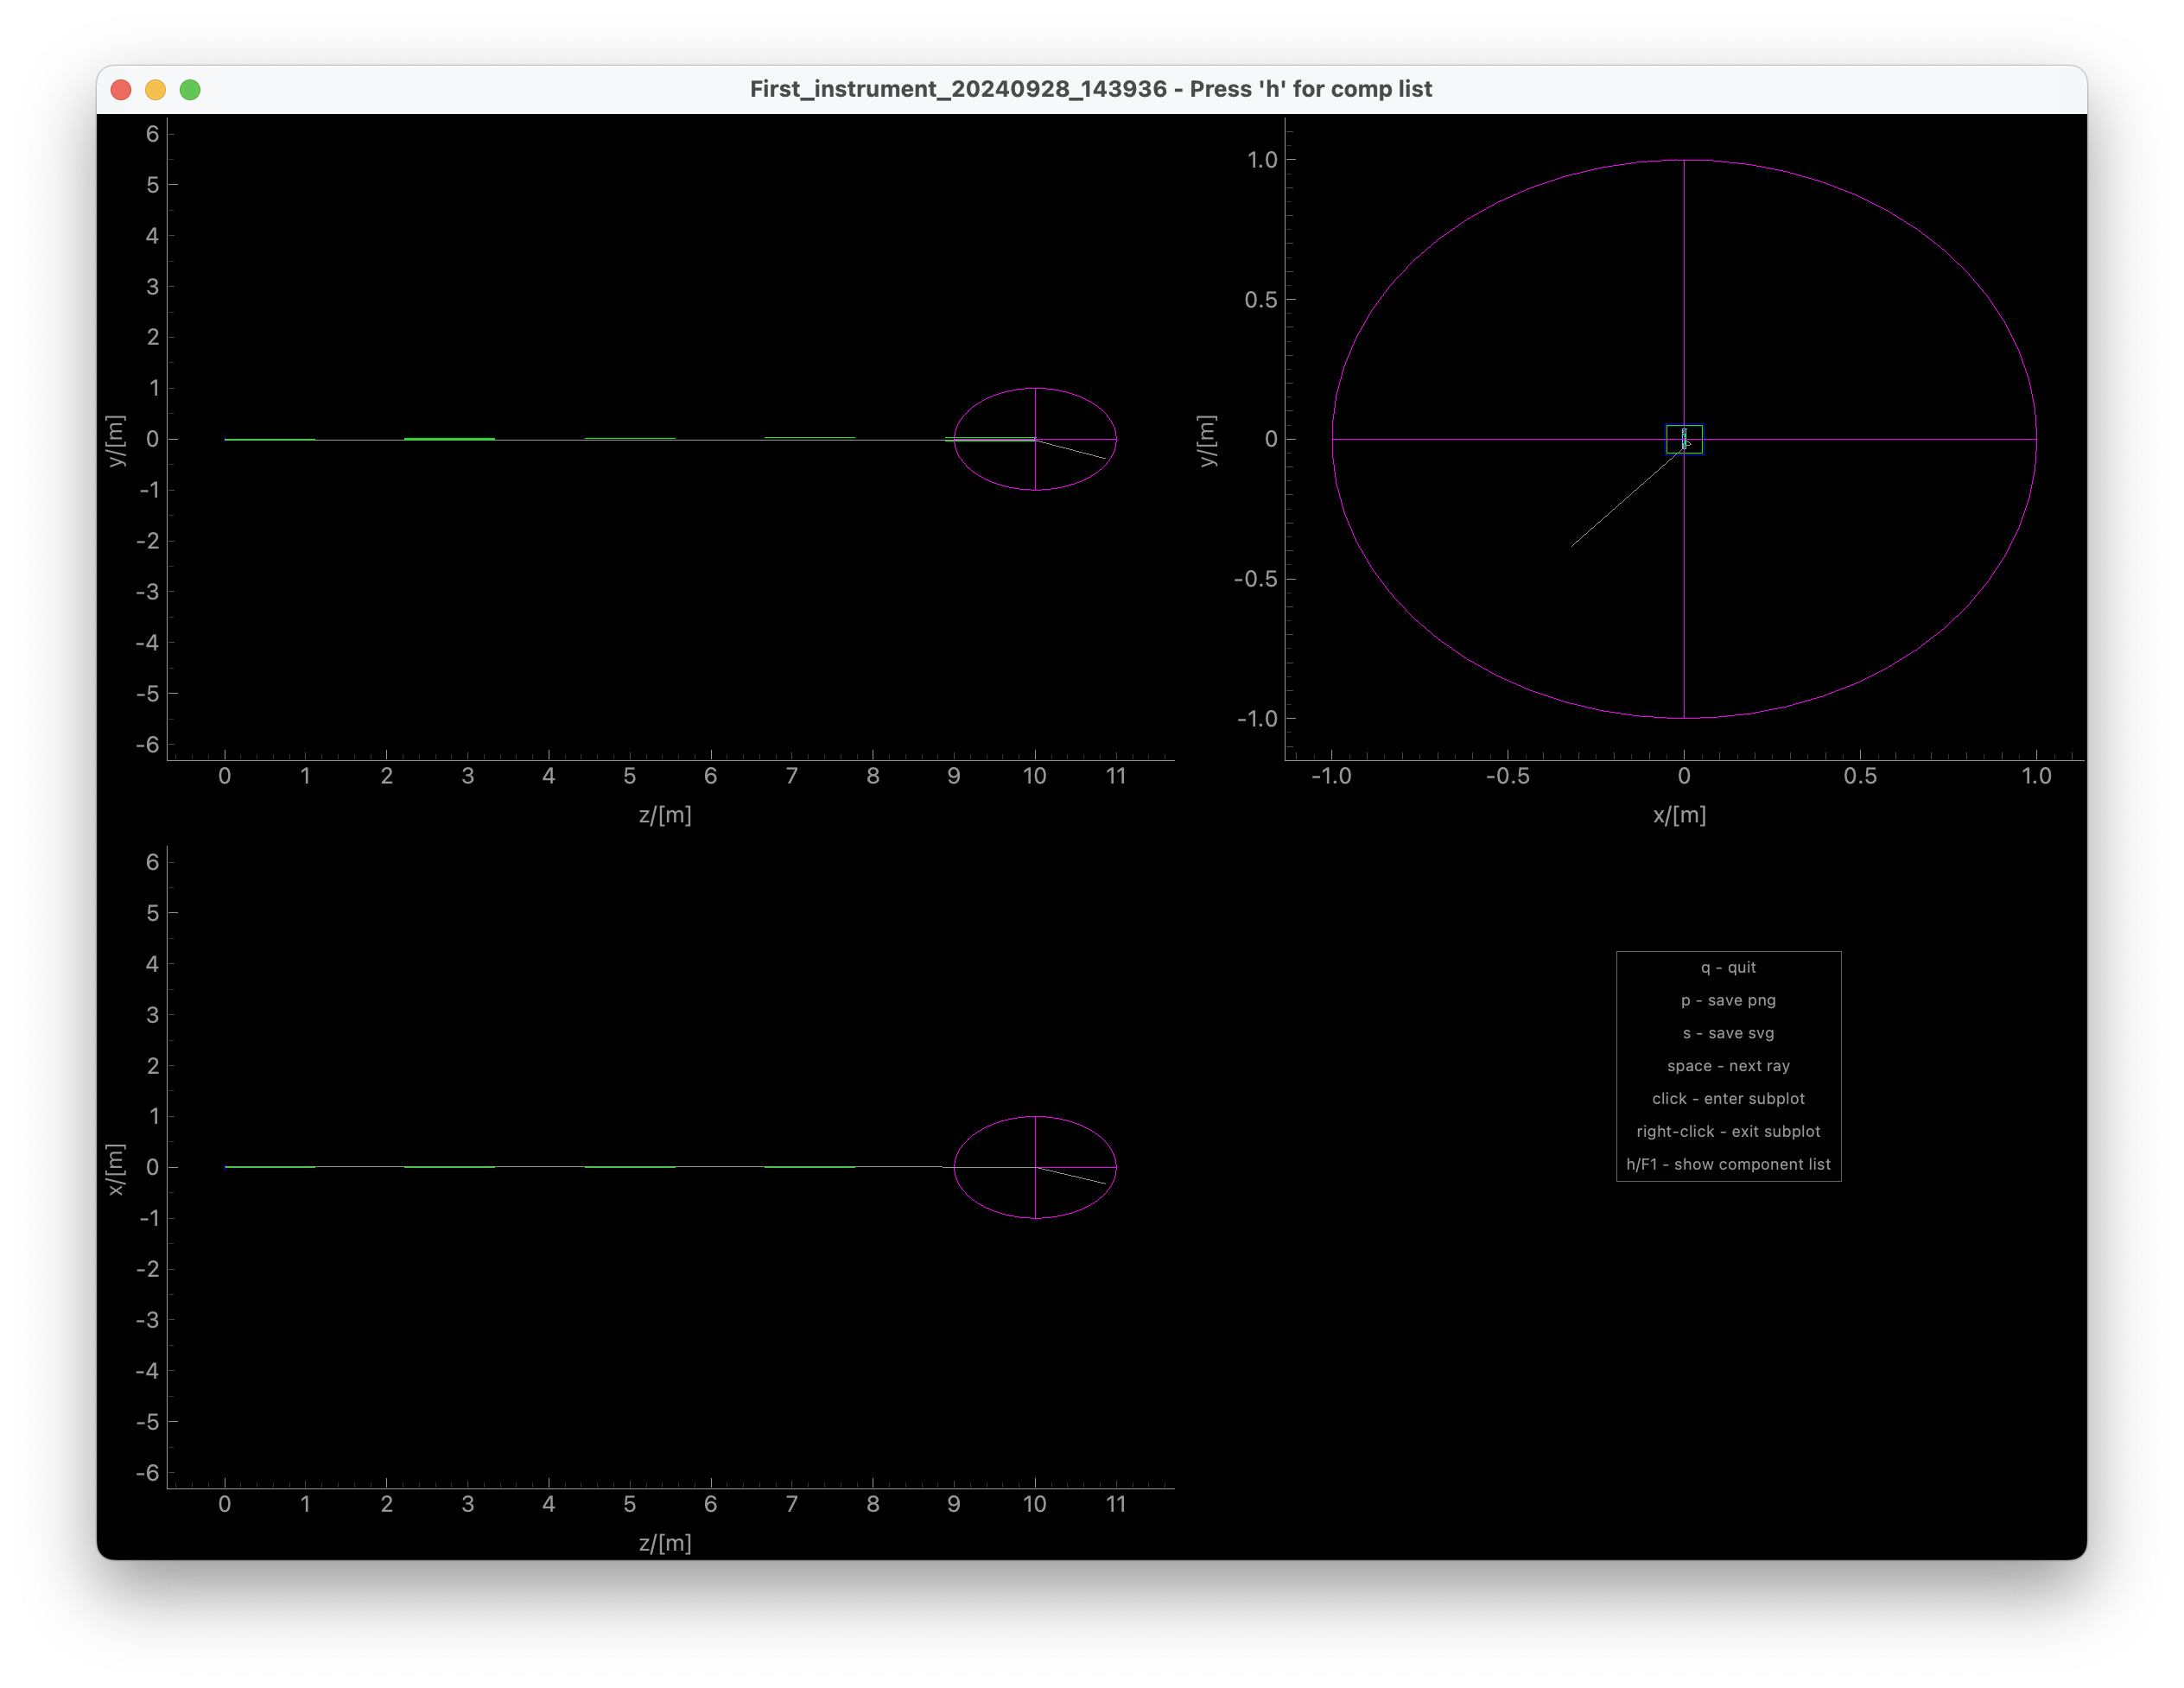 First_instrument_20240928_143936 - Press 'h' for comp list
6
5
4
3
2
1
0
-1
-2
-3
-4
-5
-6
y/[m]
0 1 2 3 4 5 6 7 8 9 10 11
z/[m]
1.0
0.5
0
-0.5
-1.0
y/[m]
-1.0 -0.5 0 0.5 1.0
x/[m]
6
5
4
3
2
1
0
-1
-2
-3
-4
-5
-6
x/[m]
0 1 2 3 4 5 6 7 8 9 10 11
z/[m]
q - quit
p - save png
s - save svg
space - next ray
click - enter subplot
right-click - exit subplot
h/F1 - show component list